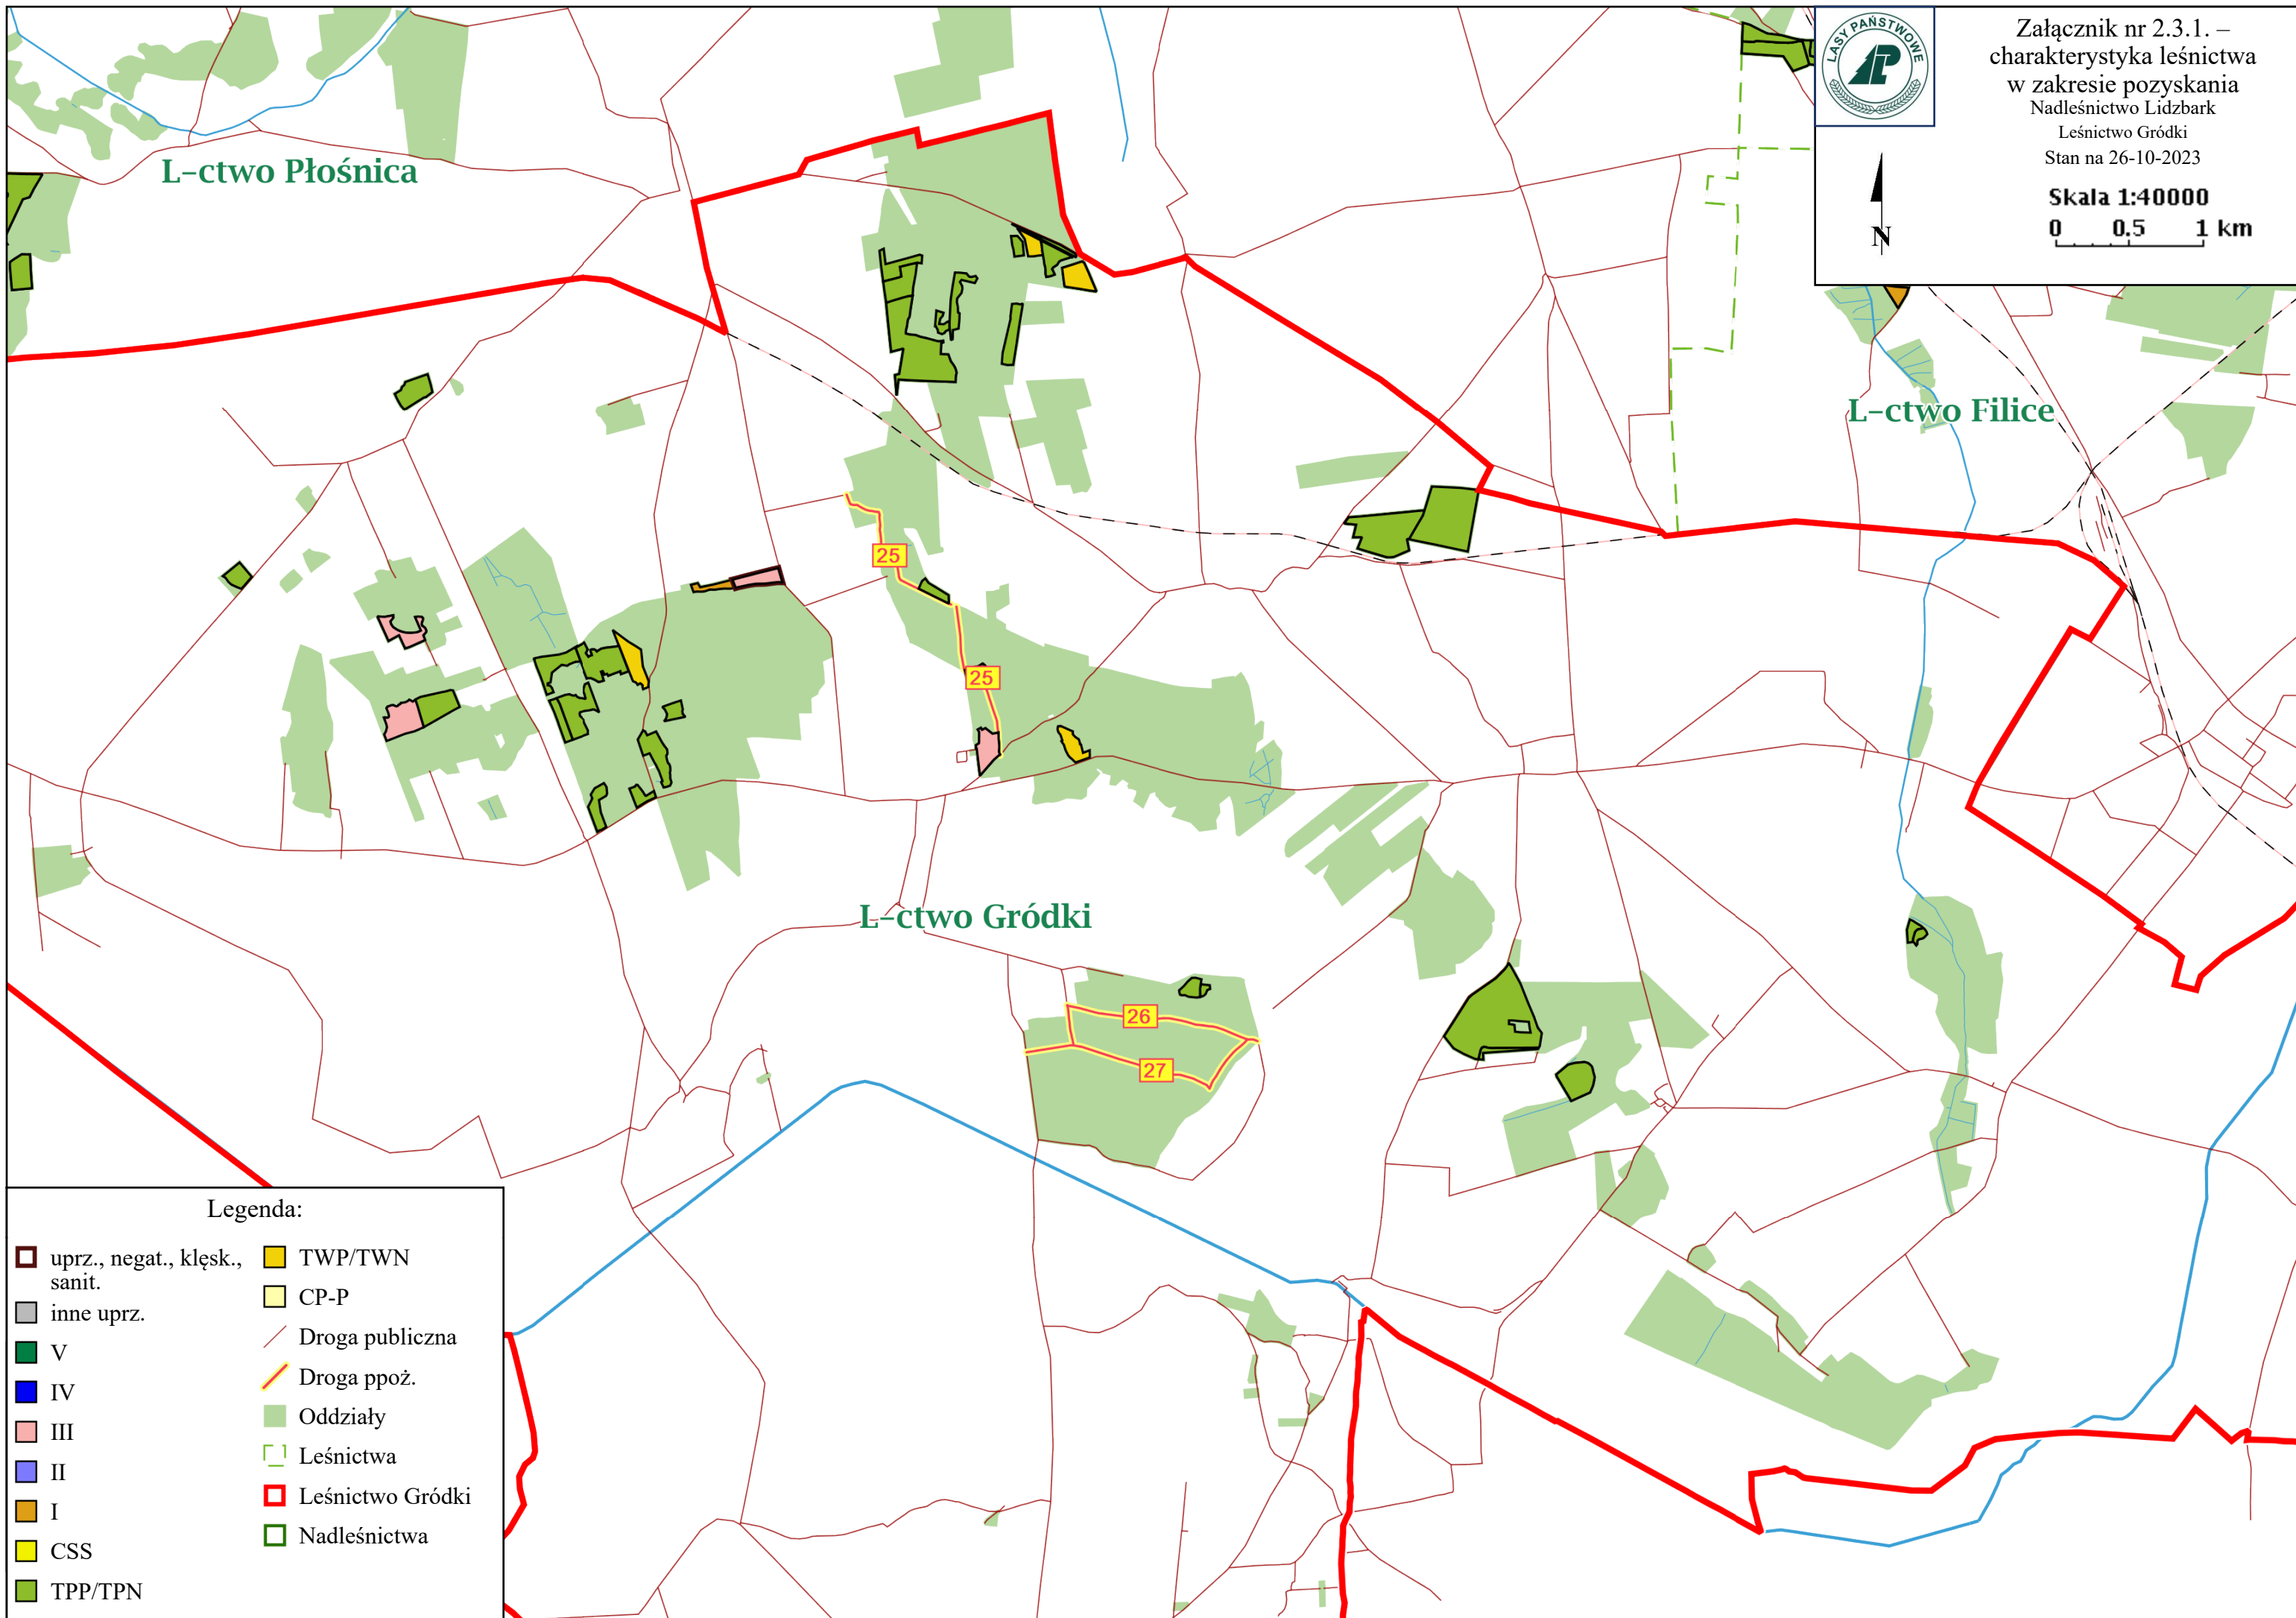 LASY PAŃSTWOWE
Załącznik nr 2.3.1. –
charakterystyka leśnictwa
w zakresie pozyskania
Nadleśnictwo Lidzbark
Leśnictwo Gródki
Stan na 26-10-2023
Skala 1:40000
0 0.5 1 km
N
L-ctwo Płośnica
L-ctwo Filice
25
25
L-ctwo Gródki
26
27
Legenda:
uprz., negat., klęsk.,
sanit.
inne uprz.
V
IV
III
II
I
CSS
TPP/TPN
TWP/TWN
CP-P
Droga publiczna
Droga ppoż.
Oddziały
Leśnictwa
Leśnictwo Gródki
Nadleśnictwa